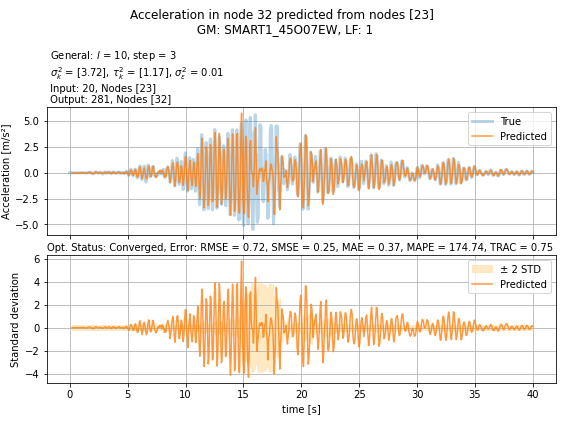 Acceleration in node 32 predicted from nodes [23]
GM: SMART1_45O07EW, LF: 1
General: l = 10, step = 3
σ²ₖ = [3.72], τ²ₖ = [1.17], σ²ε = 0.01
Input: 20, Nodes [23]
Output: 281, Nodes [32]
5.0
2.5
0.0
−2.5
−5.0
Acceleration [m/s²]
True
Predicted
Opt. Status: Converged, Error: RMSE = 0.72, SMSE = 0.25, MAE = 0.37, MAPE = 174.74, TRAC = 0.75
6
4
2
0
−2
−4
Standard deviation
± 2 STD
Predicted
0 5 10 15 20 25 30 35 40
time [s]